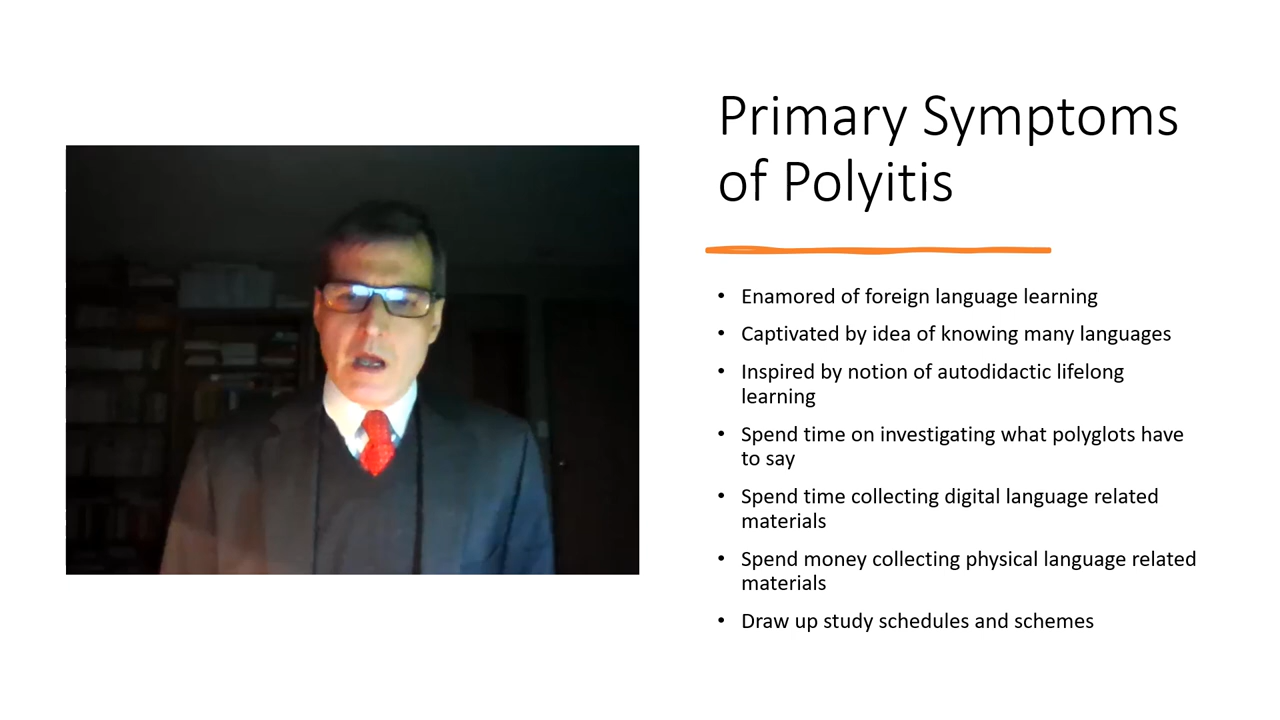 Primary Symptoms
of Polyitis
• Enamored of foreign language learning
• Captivated by idea of knowing many languages
• Inspired by notion of autodidactic lifelong
learning
• Spend time on investigating what polyglots have
to say
• Spend time collecting digital language related
materials
• Spend money collecting physical language related
materials
• Draw up study schedules and schemes